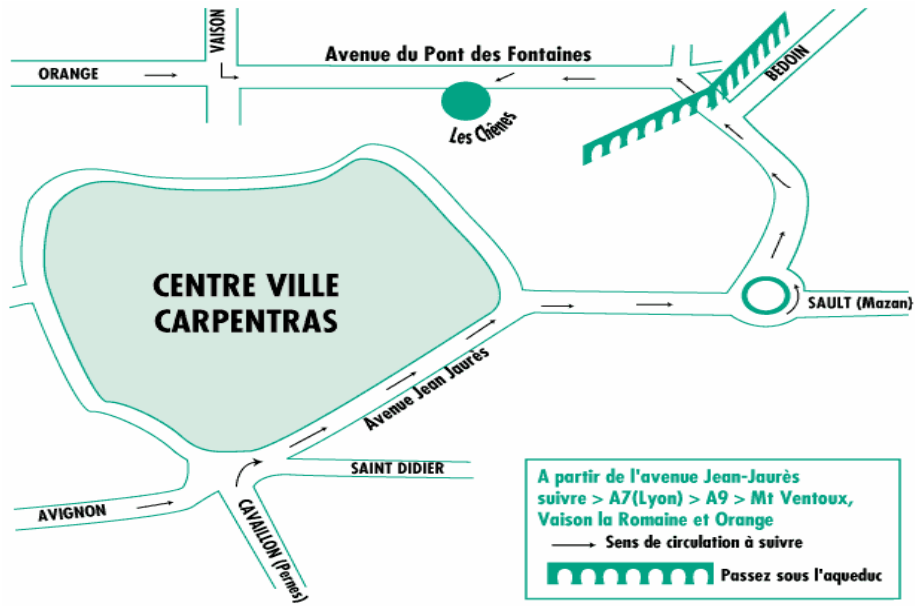 VAISON
Avenue du Pont des Fontaines
ORANGE
BEDOIN
Les Chênes
CENTRE VILLE
CARPENTRAS
SAULT (Mazan)
Avenue Jean Jaurès
SAINT DIDIER
AVIGNON
CAVAILLON (Pernes)
A partir de l'avenue Jean-Jaurès
suivre > A7(Lyon) > A9 > Mt Ventoux,
Vaison la Romaine et Orange
Sens de circulation à suivre
Passez sous l'aqueduc